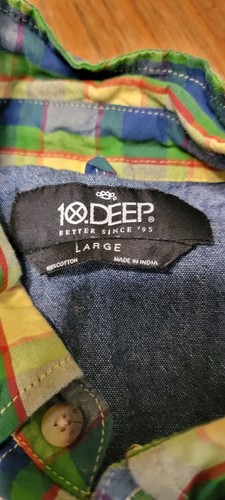 10.DEEP®
BETTER SINCE '95
LARGE
100% COTTON MADE IN INDIA